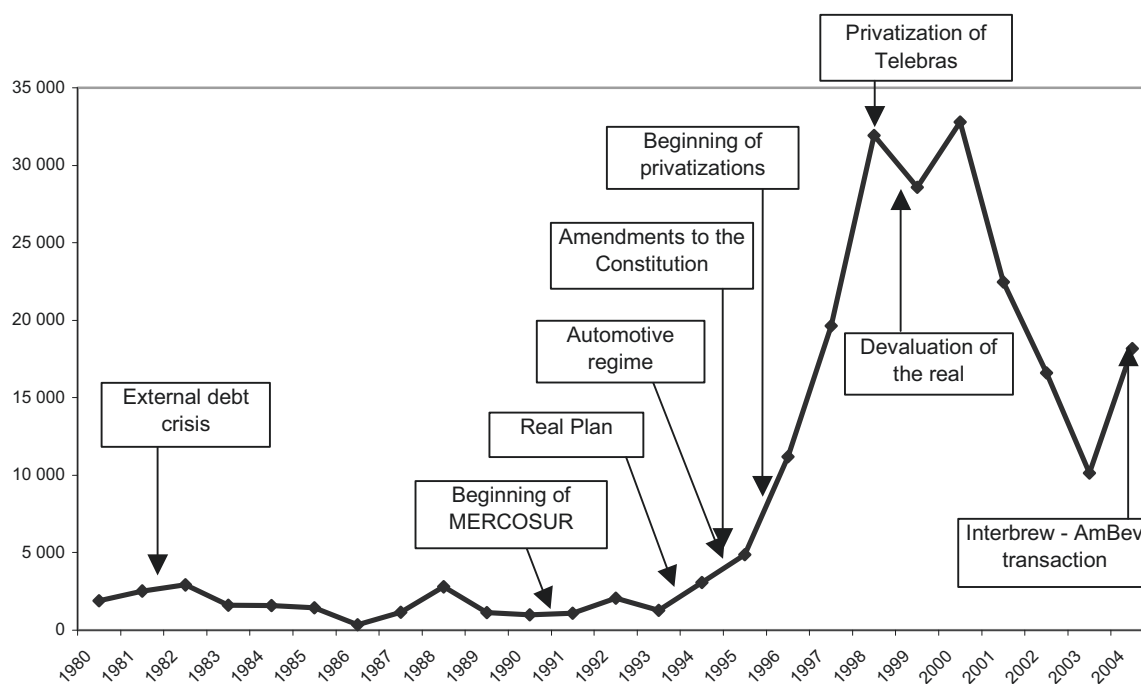 Privatization of
Telebras
35 000
Beginning of
privatizations
30 000
25 000
Amendments to the
Constitution
20 000
Automotive
regime
Devaluation of
the real
15 000
External debt
crisis
Real Plan
10 000
Beginning of
MERCOSUR
Interbrew - AmBev
transaction
5 000
0
1980
1981
1982
1983
1984
1985
1986
1987
1988
1989
1990
1991
1992
1993
1994
1995
1996
1997
1998
1999
2000
2001
2002
2003
2004